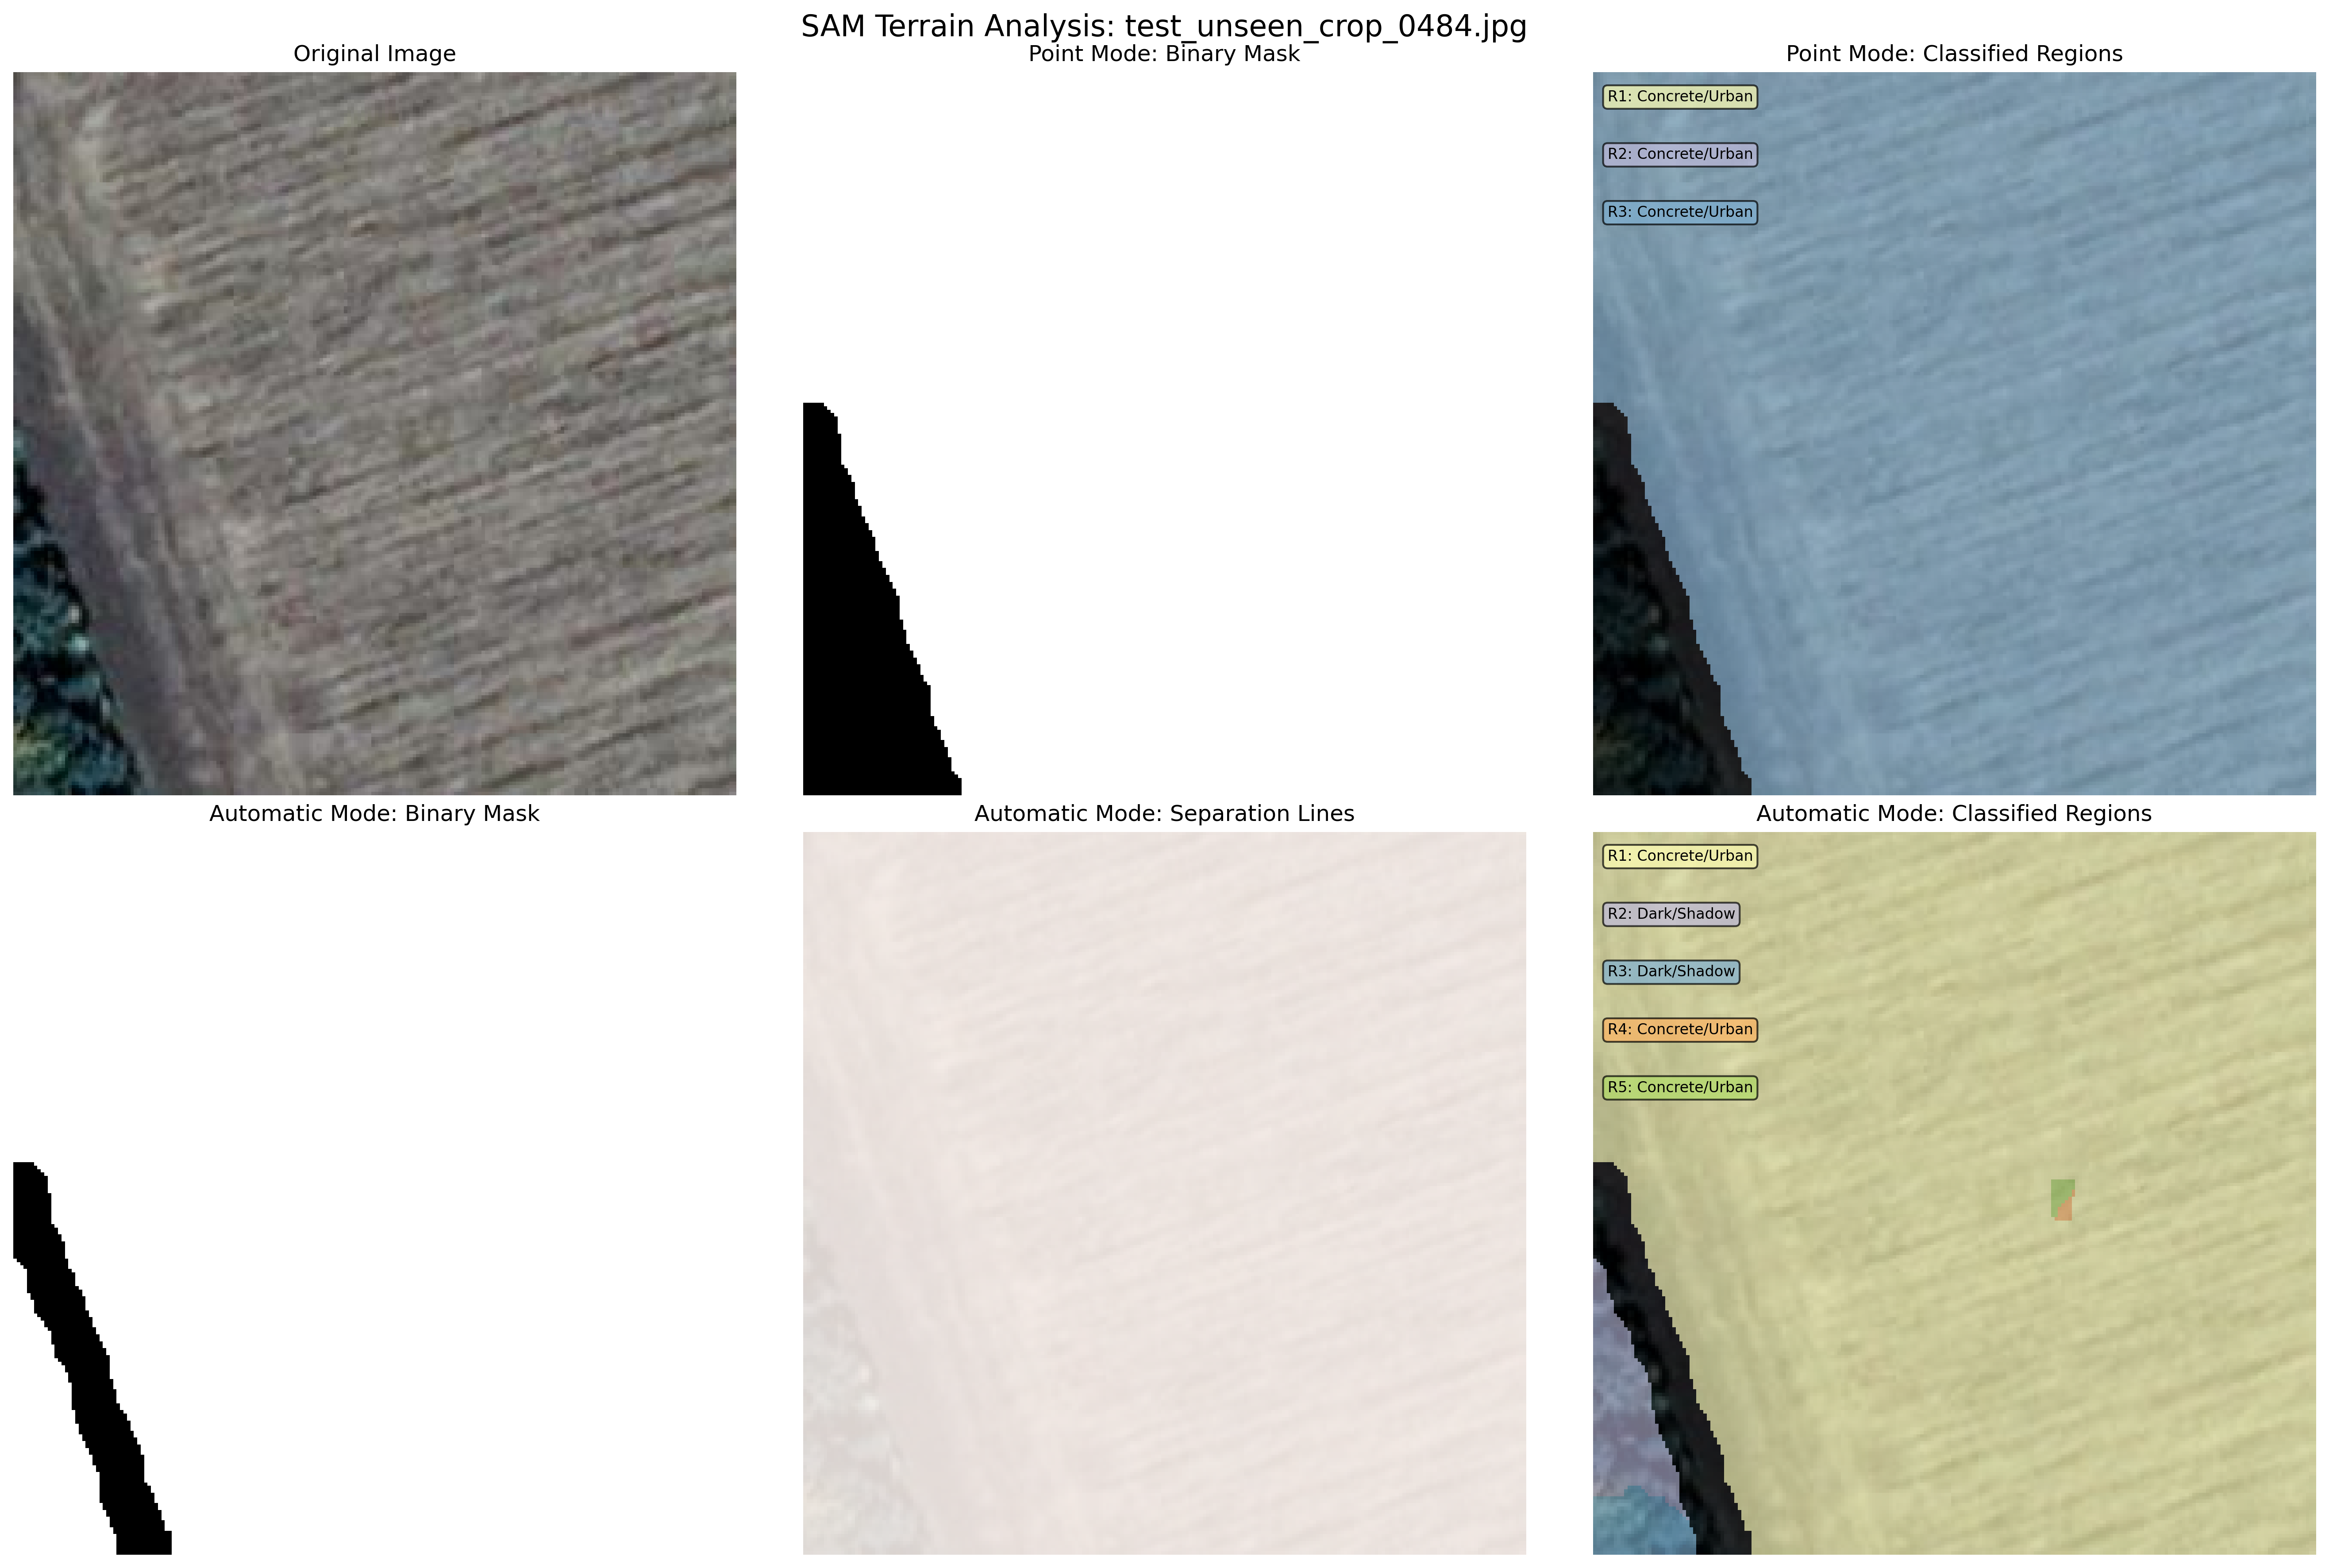 SAM Terrain Analysis: test_unseen_crop_0484.jpg
Original Image
Point Mode: Binary Mask
Point Mode: Classified Regions
R1: Concrete/Urban
R2: Concrete/Urban
R3: Concrete/Urban
Automatic Mode: Binary Mask
Automatic Mode: Separation Lines
Automatic Mode: Classified Regions
R1: Concrete/Urban
R2: Dark/Shadow
R3: Dark/Shadow
R4: Concrete/Urban
R5: Concrete/Urban